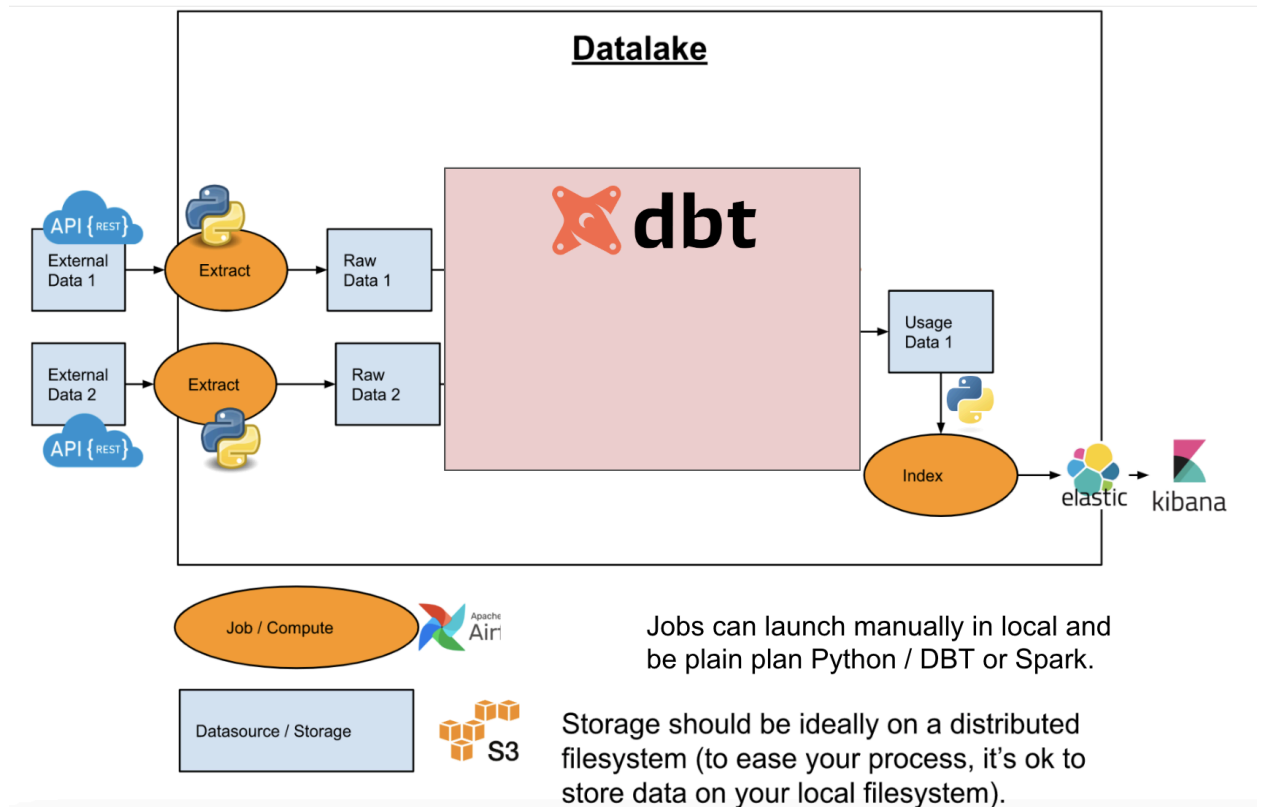 Datalake
dbt
API {REST}
External
Data 1
Extract
Raw
Data 1
Usage
Data 1
External
Data 2
Extract
Raw
Data 2
API {REST}
Index
elastic
kibana
Job / Compute
Apache
Air
Jobs can launch manually in local and
be plain plan Python / DBT or Spark.
Datasource / Storage
S3
Storage should be ideally on a distributed
filesystem (to ease your process, it's ok to
store data on your local filesystem).